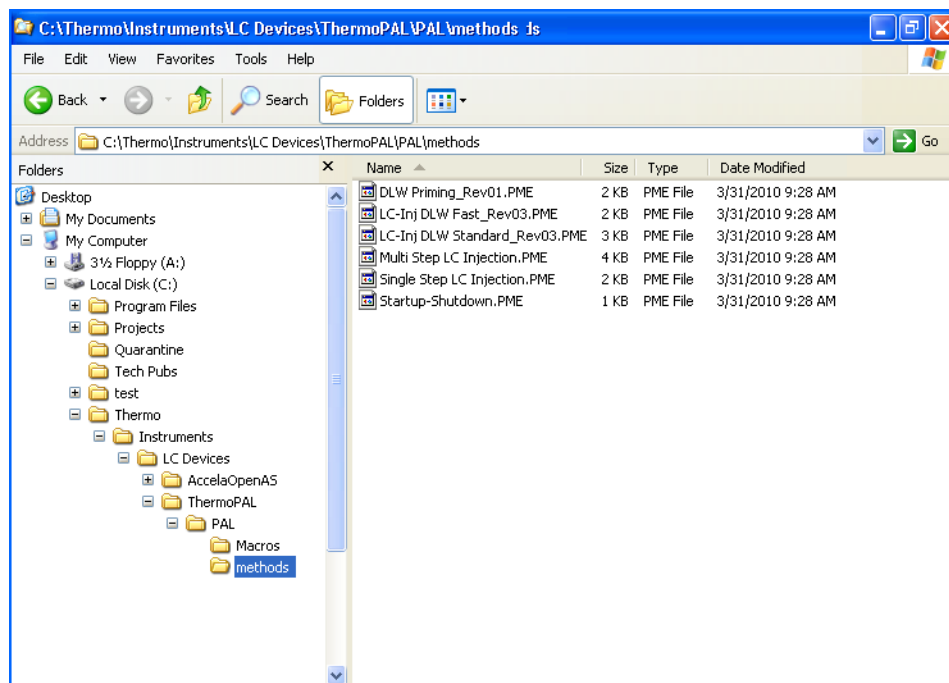 C:\Thermo\Instruments\LC Devices\ThermoPAL\PAL\methods ds
File Edit View Favorites Tools Help
Back Search Folders
Address C:\Thermo\Instruments\LC Devices\ThermoPAL\PAL\methods Go
Folders
Desktop
My Documents
My Computer
3½ Floppy (A:)
Local Disk (C:)
Program Files
Projects
Quarantine
Tech Pubs
test
Thermo
Instruments
LC Devices
AccelaOpenAS
ThermoPAL
PAL
Macros
methods
Name Size Type Date Modified
DLW Priming_Rev01.PME 2 KB PME File 3/31/2010 9:28 AM
LC-Inj DLW Fast_Rev03.PME 2 KB PME File 3/31/2010 9:28 AM
LC-Inj DLW Standard_Rev03.PME 3 KB PME File 3/31/2010 9:28 AM
Multi Step LC Injection.PME 4 KB PME File 3/31/2010 9:28 AM
Single Step LC Injection.PME 2 KB PME File 3/31/2010 9:28 AM
Startup-Shutdown.PME 1 KB PME File 3/31/2010 9:28 AM